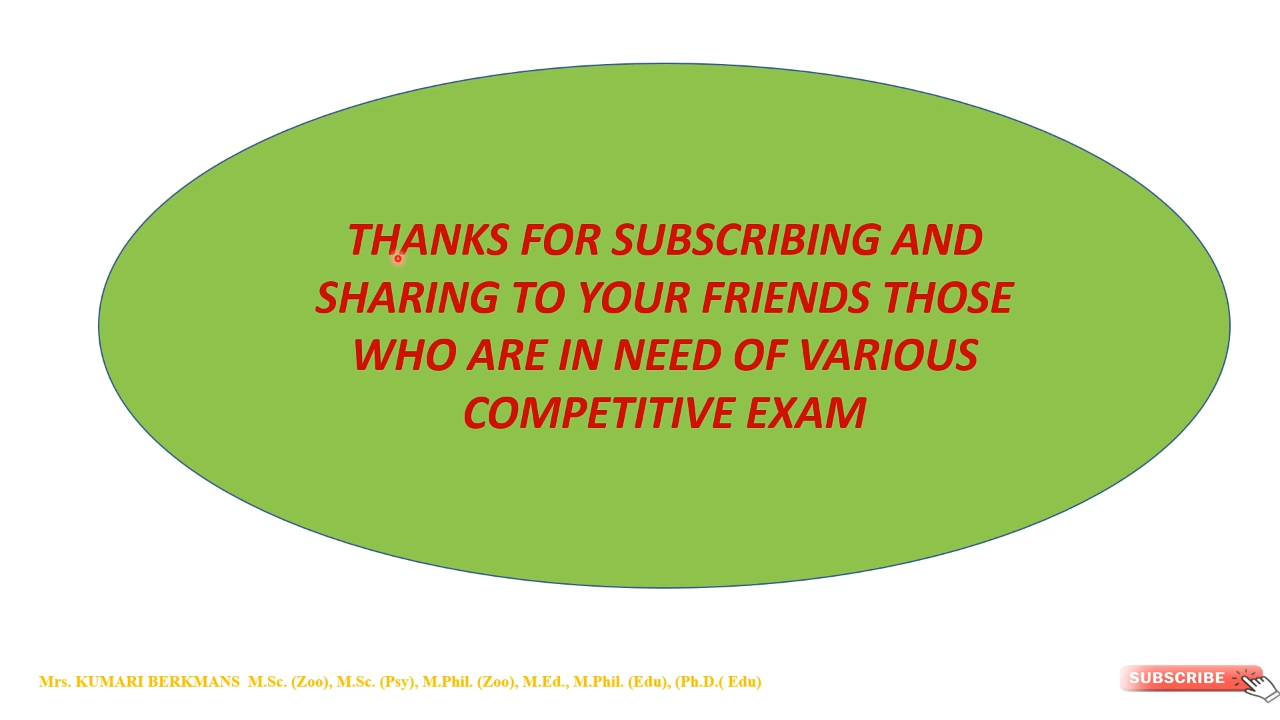 THANKS FOR SUBSCRIBING AND
SHARING TO YOUR FRIENDS THOSE
WHO ARE IN NEED OF VARIOUS
COMPETITIVE EXAM
Mrs. KUMARI BERKMANS  M.Sc. (Zoo), M.Sc. (Psy), M.Phil. (Zoo), M.Ed., M.Phil. (Edu), (Ph.D.( Edu)
SUBSCRIBE